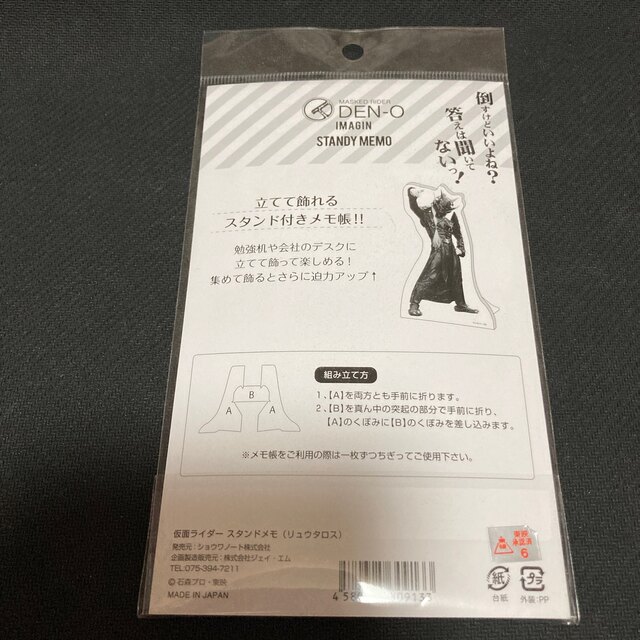 MASKED RIDER
DEN-O
IMAGIN
STANDY MEMO
倒すけどいいよね?
答えは聞いて
ないっ!
立てて飾れる
スタンド付きメモ帳!!
勉強机や会社のデスクに
立てて飾って楽しめる!
集めて飾るとさらに迫力アップ↑
組み立て方
A
B
A
1、【A】を両方とも手前に折ります。
2、【B】を真ん中の突起の部分で手前に折り、
【A】のくぼみに【B】のくぼみを差し込みます。
※メモ帳をご利用の際は一枚ずつちぎってご使用下さい。
仮面ライダー スタンドメモ（リュウタロス）
発売元：ショウワノート株式会社
企画製造販売元：株式会社ジェイ・エム
TEL:075-394-7211
© 石森プロ・東映
MADE IN JAPAN
東映
承認済
6
紙
台紙
プラ
外装:PP